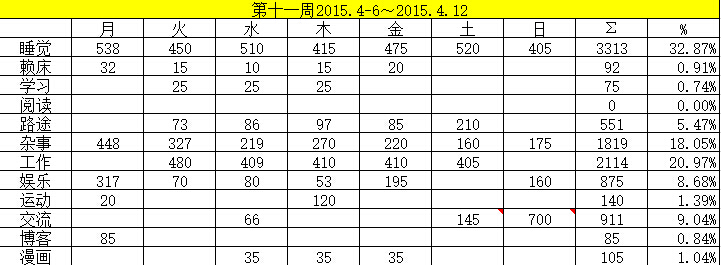 第十一周2015.4-6～2015.4.12
月 火 水 木 金 土 日 Σ %
睡觉 538 450 510 415 475 520 405 3313 32.87%
赖床 32 15 10 15 20 92 0.91%
学习 25 25 25 75 0.74%
阅读 0 0.00%
路途 73 86 97 85 210 551 5.47%
杂事 448 327 219 270 220 160 175 1819 18.05%
工作 480 409 410 410 405 2114 20.97%
娱乐 317 70 80 53 195 160 875 8.68%
运动 20 120 140 1.39%
交流 66 145 700 911 9.04%
博客 85 85 0.84%
漫画 35 35 35 105 1.04%